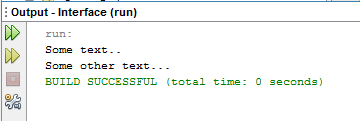 Output - Interface (run)
run:
Some text..
Some other text...
BUILD SUCCESSFUL (total time: 0 seconds)